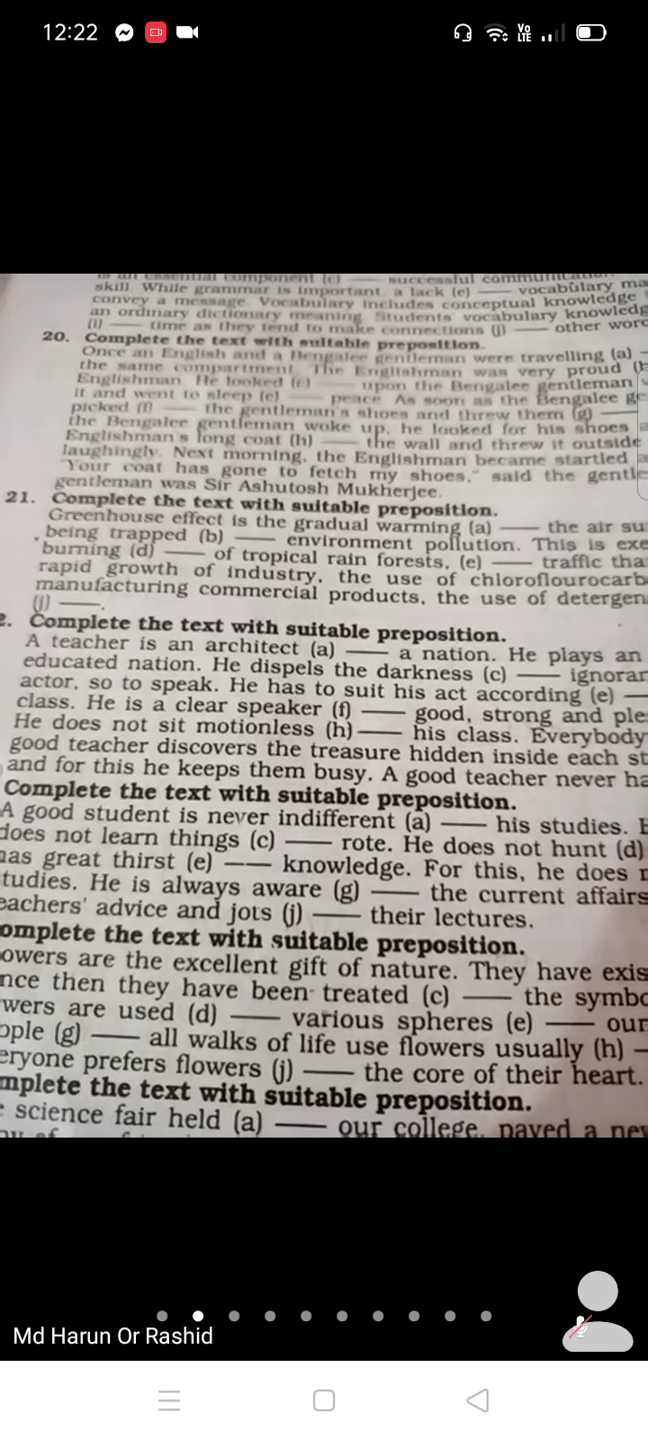 12:22
Vo
LTE
is an essential component (c) — successful
skill. While grammar is important, a lack (e) — vocabulary
convey a message. Vocabulary includes conceptual knowledge
an ordinary dictionary meaning. Students' vocabulary
(i) — time as they tend to make connections (j) — other
20. Complete the text with suitable preposition.
Once an English and a Bengalee gentleman were travelling (a) —
the same compartment. The Englishman was very proud
Englishman. He looked (c) — upon the Bengalee gentleman
it and went to sleep (e) — peace. As soon as the Bengalee
picked (f) — the gentleman's shoes and threw them (g) —
the Bengalee gentleman woke up, he looked for his shoes
Englishman's long coat (h) — the wall and threw it outside
laughingly. Next morning, the Englishman became startled
"Your coat has gone to fetch my shoes," said the
gentleman was Sir Ashutosh Mukherjee.
21. Complete the text with suitable preposition.
Greenhouse effect is the gradual warming (a) — the air su
being trapped (b) — environment pollution. This is exe
burning (d) — of tropical rain forests, (e) — traffic tha
rapid growth of industry, the use of chloroflourocarb
manufacturing commercial products, the use of detergen
(j) —.
2. Complete the text with suitable preposition.
A teacher is an architect (a) — a nation. He plays an
educated nation. He dispels the darkness (c) — ignorar
actor, so to speak. He has to suit his act according (e) —
class. He is a clear speaker (f) — good, strong and ple
He does not sit motionless (h) — his class. Everybody
good teacher discovers the treasure hidden inside each st
and for this he keeps them busy. A good teacher never ha
Complete the text with suitable preposition.
A good student is never indifferent (a) — his studies.
does not learn things (c) — rote. He does not hunt (d)
has great thirst (e) — knowledge. For this, he does
tudies. He is always aware (g) — the current affairs
eachers' advice and jots (j) — their lectures.
omplete the text with suitable preposition.
owers are the excellent gift of nature. They have exis
nce then they have been treated (c) — the symbo
wers are used (d) — various spheres (e) — our
ople (g) — all walks of life use flowers usually (h) —
eryone prefers flowers (j) — the core of their heart.
mplete the text with suitable preposition.
science fair held (a) — our college, paved a
Md Harun Or Rashid